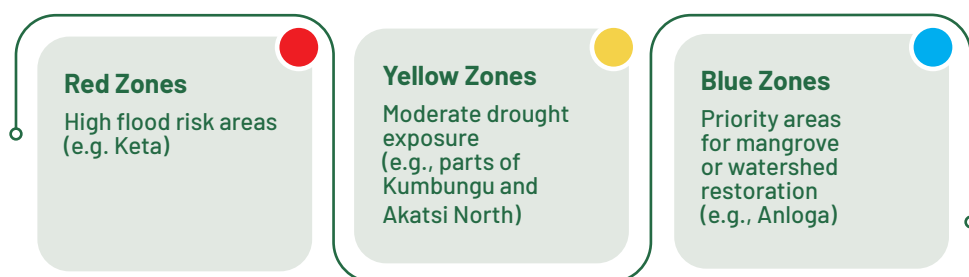 Red Zones
High flood risk areas
(e.g. Keta)
Yellow Zones
Moderate drought
exposure
(e.g., parts of
Kumbungu and
Akatsi North)
Blue Zones
Priority areas
for mangrove
or watershed
restoration
(e.g., Anloga)